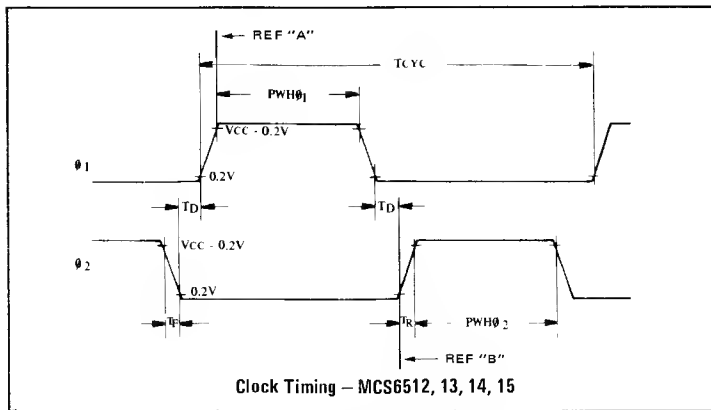 REF "A"
TCYC
PWHø1
VCC - 0.2V
ø1
0.2V
TD
TD
VCC - 0.2V
ø2
0.2V
TF
TR
PWHø2
REF "B"
Clock Timing – MCS6512, 13, 14, 15